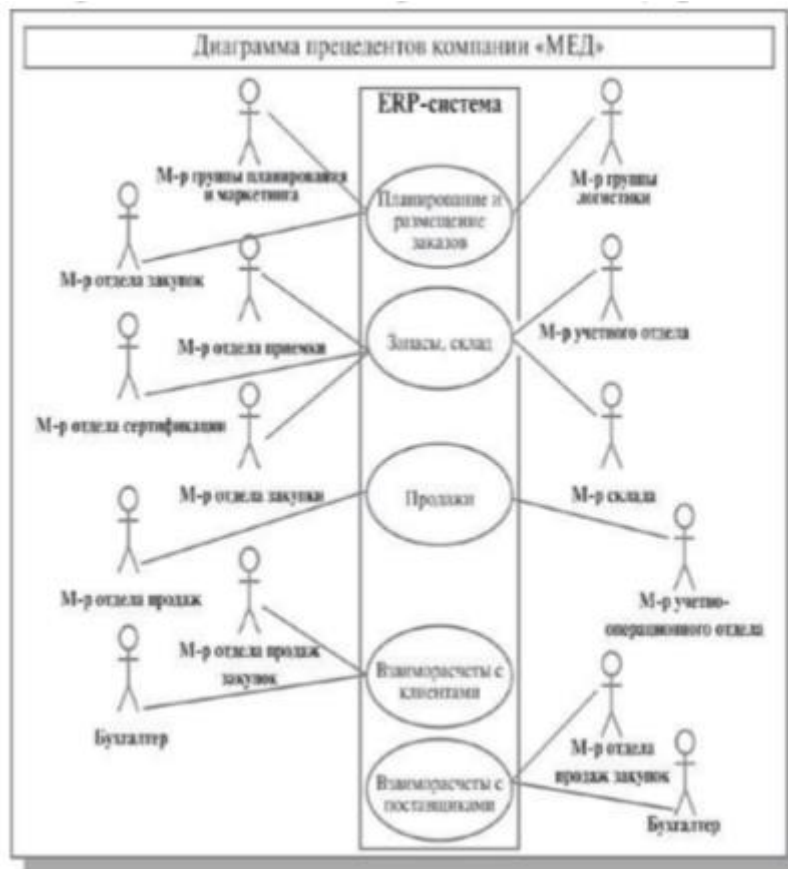 Диаграмма прецедентов компании «МЕД»
ERP-система
М-р группы планирования
и маркетинга
Планирование и
размещение
заказов
М-р группы
логистики
М-р отдела закупок
М-р отдела приемки
Запасы, склад
М-р учетного отдела
М-р отдела сертификации
М-р отдела закупки
Продажи
М-р склада
М-р отдела продаж
М-р учетно-
операционного отдела
М-р отдела продаж
закупок
Взаиморасчеты с
клиентами
Бухгалтер
М-р отдела
продаж закупок
Взаиморасчеты с
поставщиками
Бухгалтер